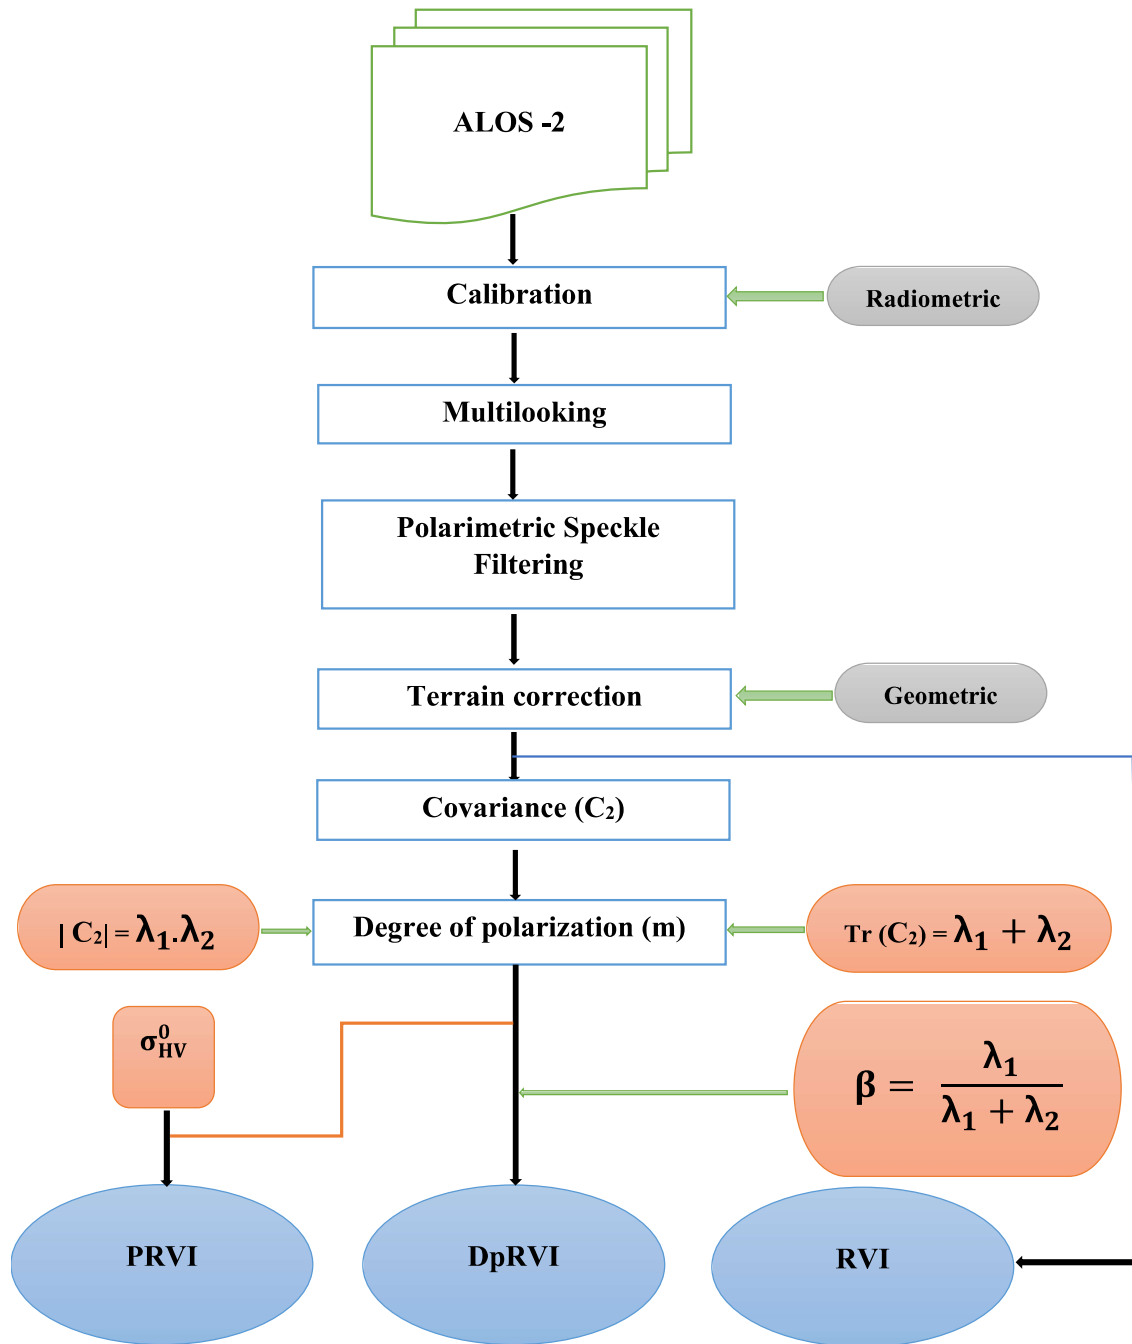 ALOS -2
Calibration
Radiometric
Multilooking
Polarimetric Speckle
Filtering
Terrain correction
Geometric
Covariance (C₂)
| C₂| = λ₁.λ₂
Degree of polarization (m)
Tr (C₂) = λ₁ + λ₂
σ⁰_HV
β = λ₁ / (λ₁ + λ₂)
PRVI
DpRVI
RVI